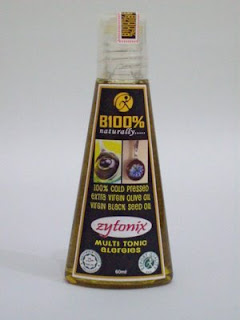 B100%
naturally.....
100% COLD PRESSED
EXTRA VIRGIN OLIVE OIL
VIRGIN BLACK SEED OIL
zytonix
MULTI TONIC
ALERGIES
60ml